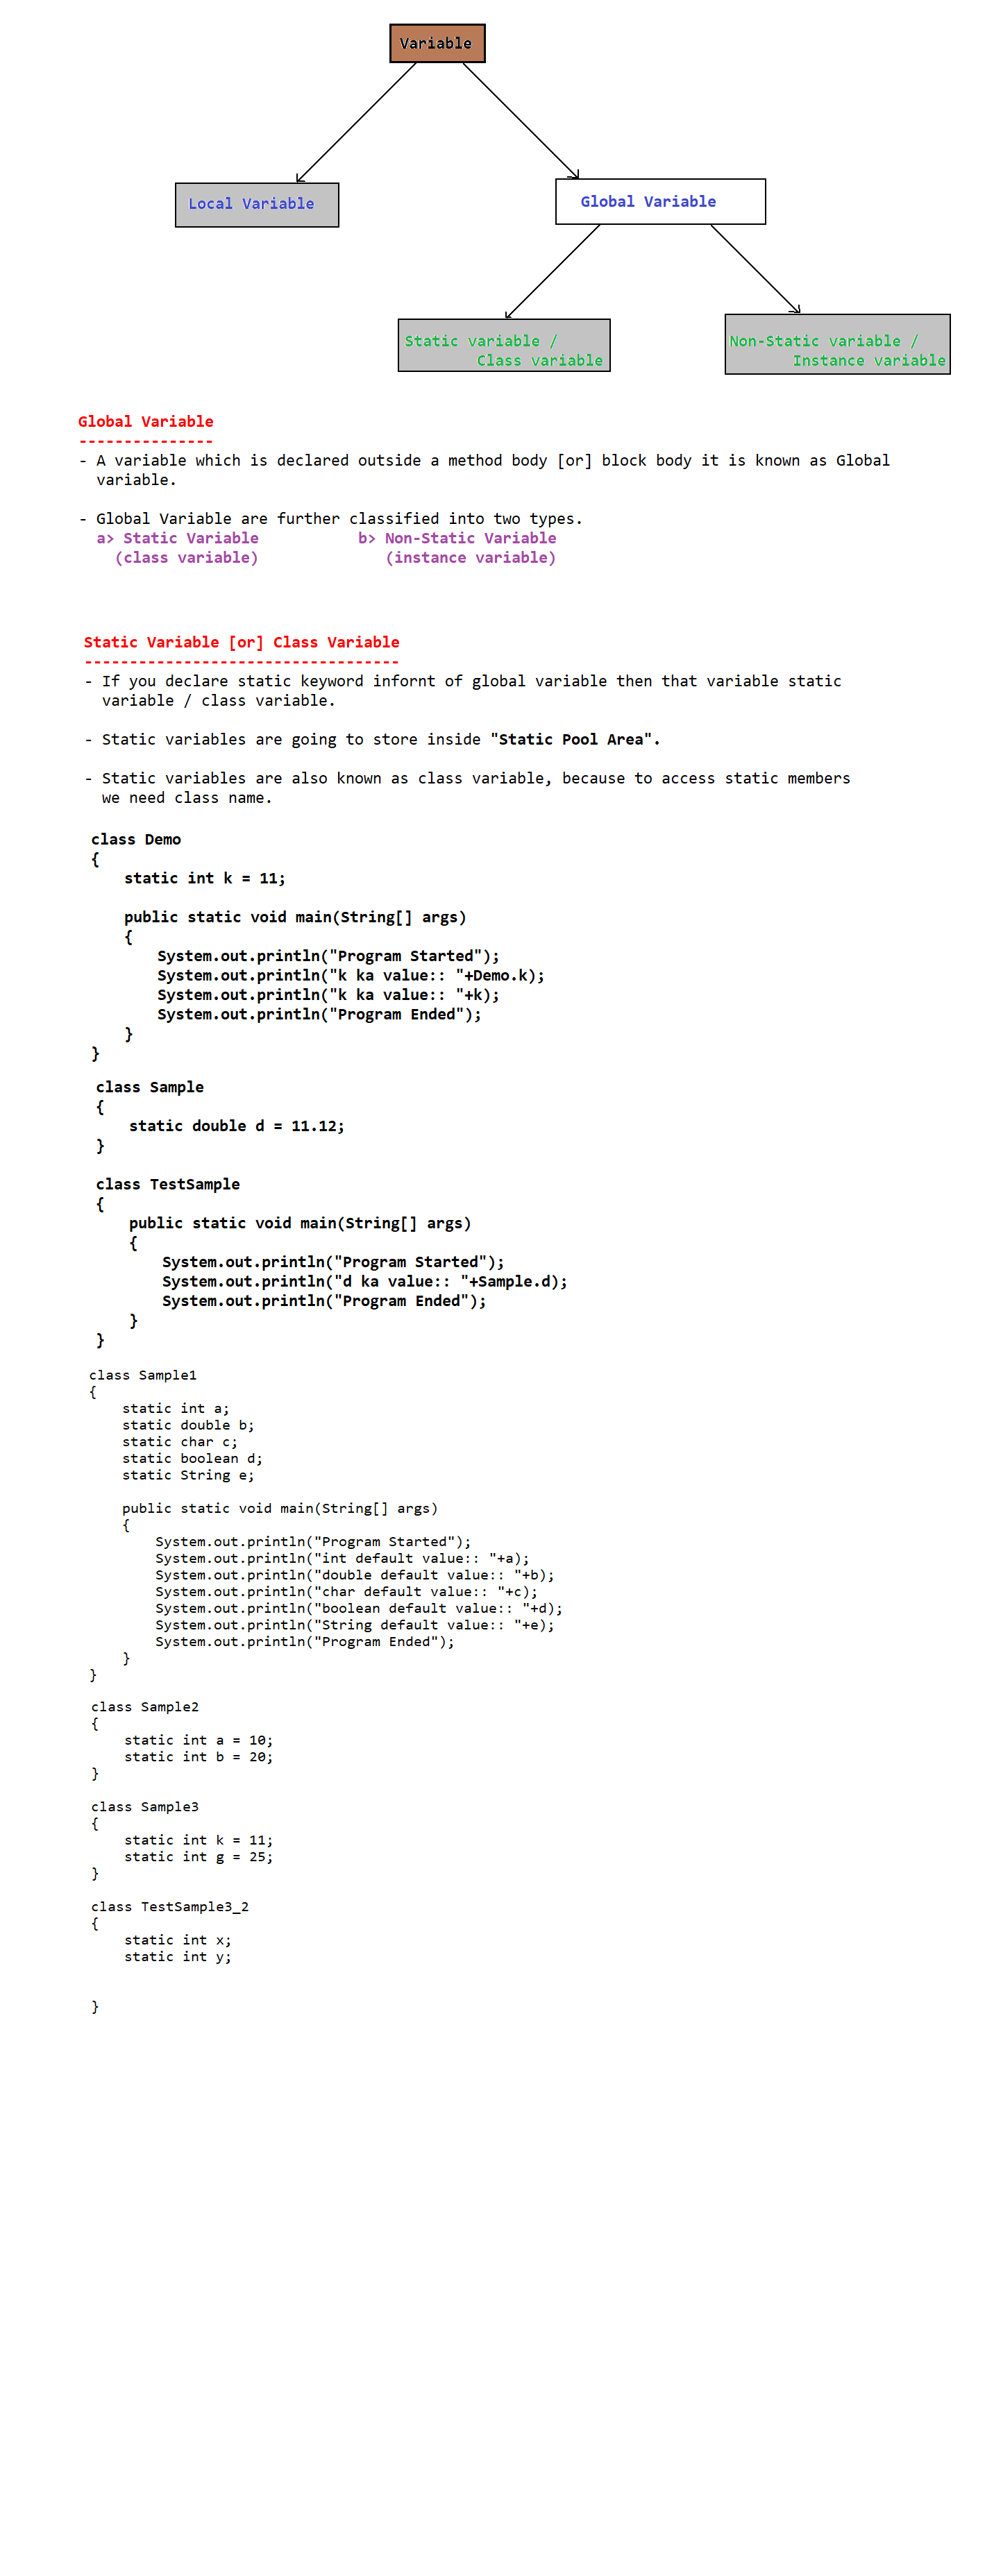 Variable
Local Variable
Global Variable
Static variable /
Class variable
Non-Static variable /
Instance variable
Global Variable
---------------
- A variable which is declared outside a method body [or] block body it is known as Global
variable.
- Global Variable are further classified into two types.
a> Static Variable b> Non-Static Variable
(class variable) (instance variable)
Static Variable [or] Class Variable
-----------------------------------
- If you declare static keyword infornt of global variable then that variable static
variable / class variable.
- Static variables are going to store inside "Static Pool Area".
- Static variables are also known as class variable, because to access static members
we need class name.
class Demo
{
static int k = 11;
public static void main(String[] args)
{
System.out.println("Program Started");
System.out.println("k ka value:: "+Demo.k);
System.out.println("k ka value:: "+k);
System.out.println("Program Ended");
}
}
class Sample
{
static double d = 11.12;
}
class TestSample
{
public static void main(String[] args)
{
System.out.println("Program Started");
System.out.println("d ka value:: "+Sample.d);
System.out.println("Program Ended");
}
}
class Sample1
{
static int a;
static double b;
static char c;
static boolean d;
static String e;
public static void main(String[] args)
{
System.out.println("Program Started");
System.out.println("int default value:: "+a);
System.out.println("double default value:: "+b);
System.out.println("char default value:: "+c);
System.out.println("boolean default value:: "+d);
System.out.println("String default value:: "+e);
System.out.println("Program Ended");
}
}
class Sample2
{
static int a = 10;
static int b = 20;
}
class Sample3
{
static int k = 11;
static int g = 25;
}
class TestSample3_2
{
static int x;
static int y;
}